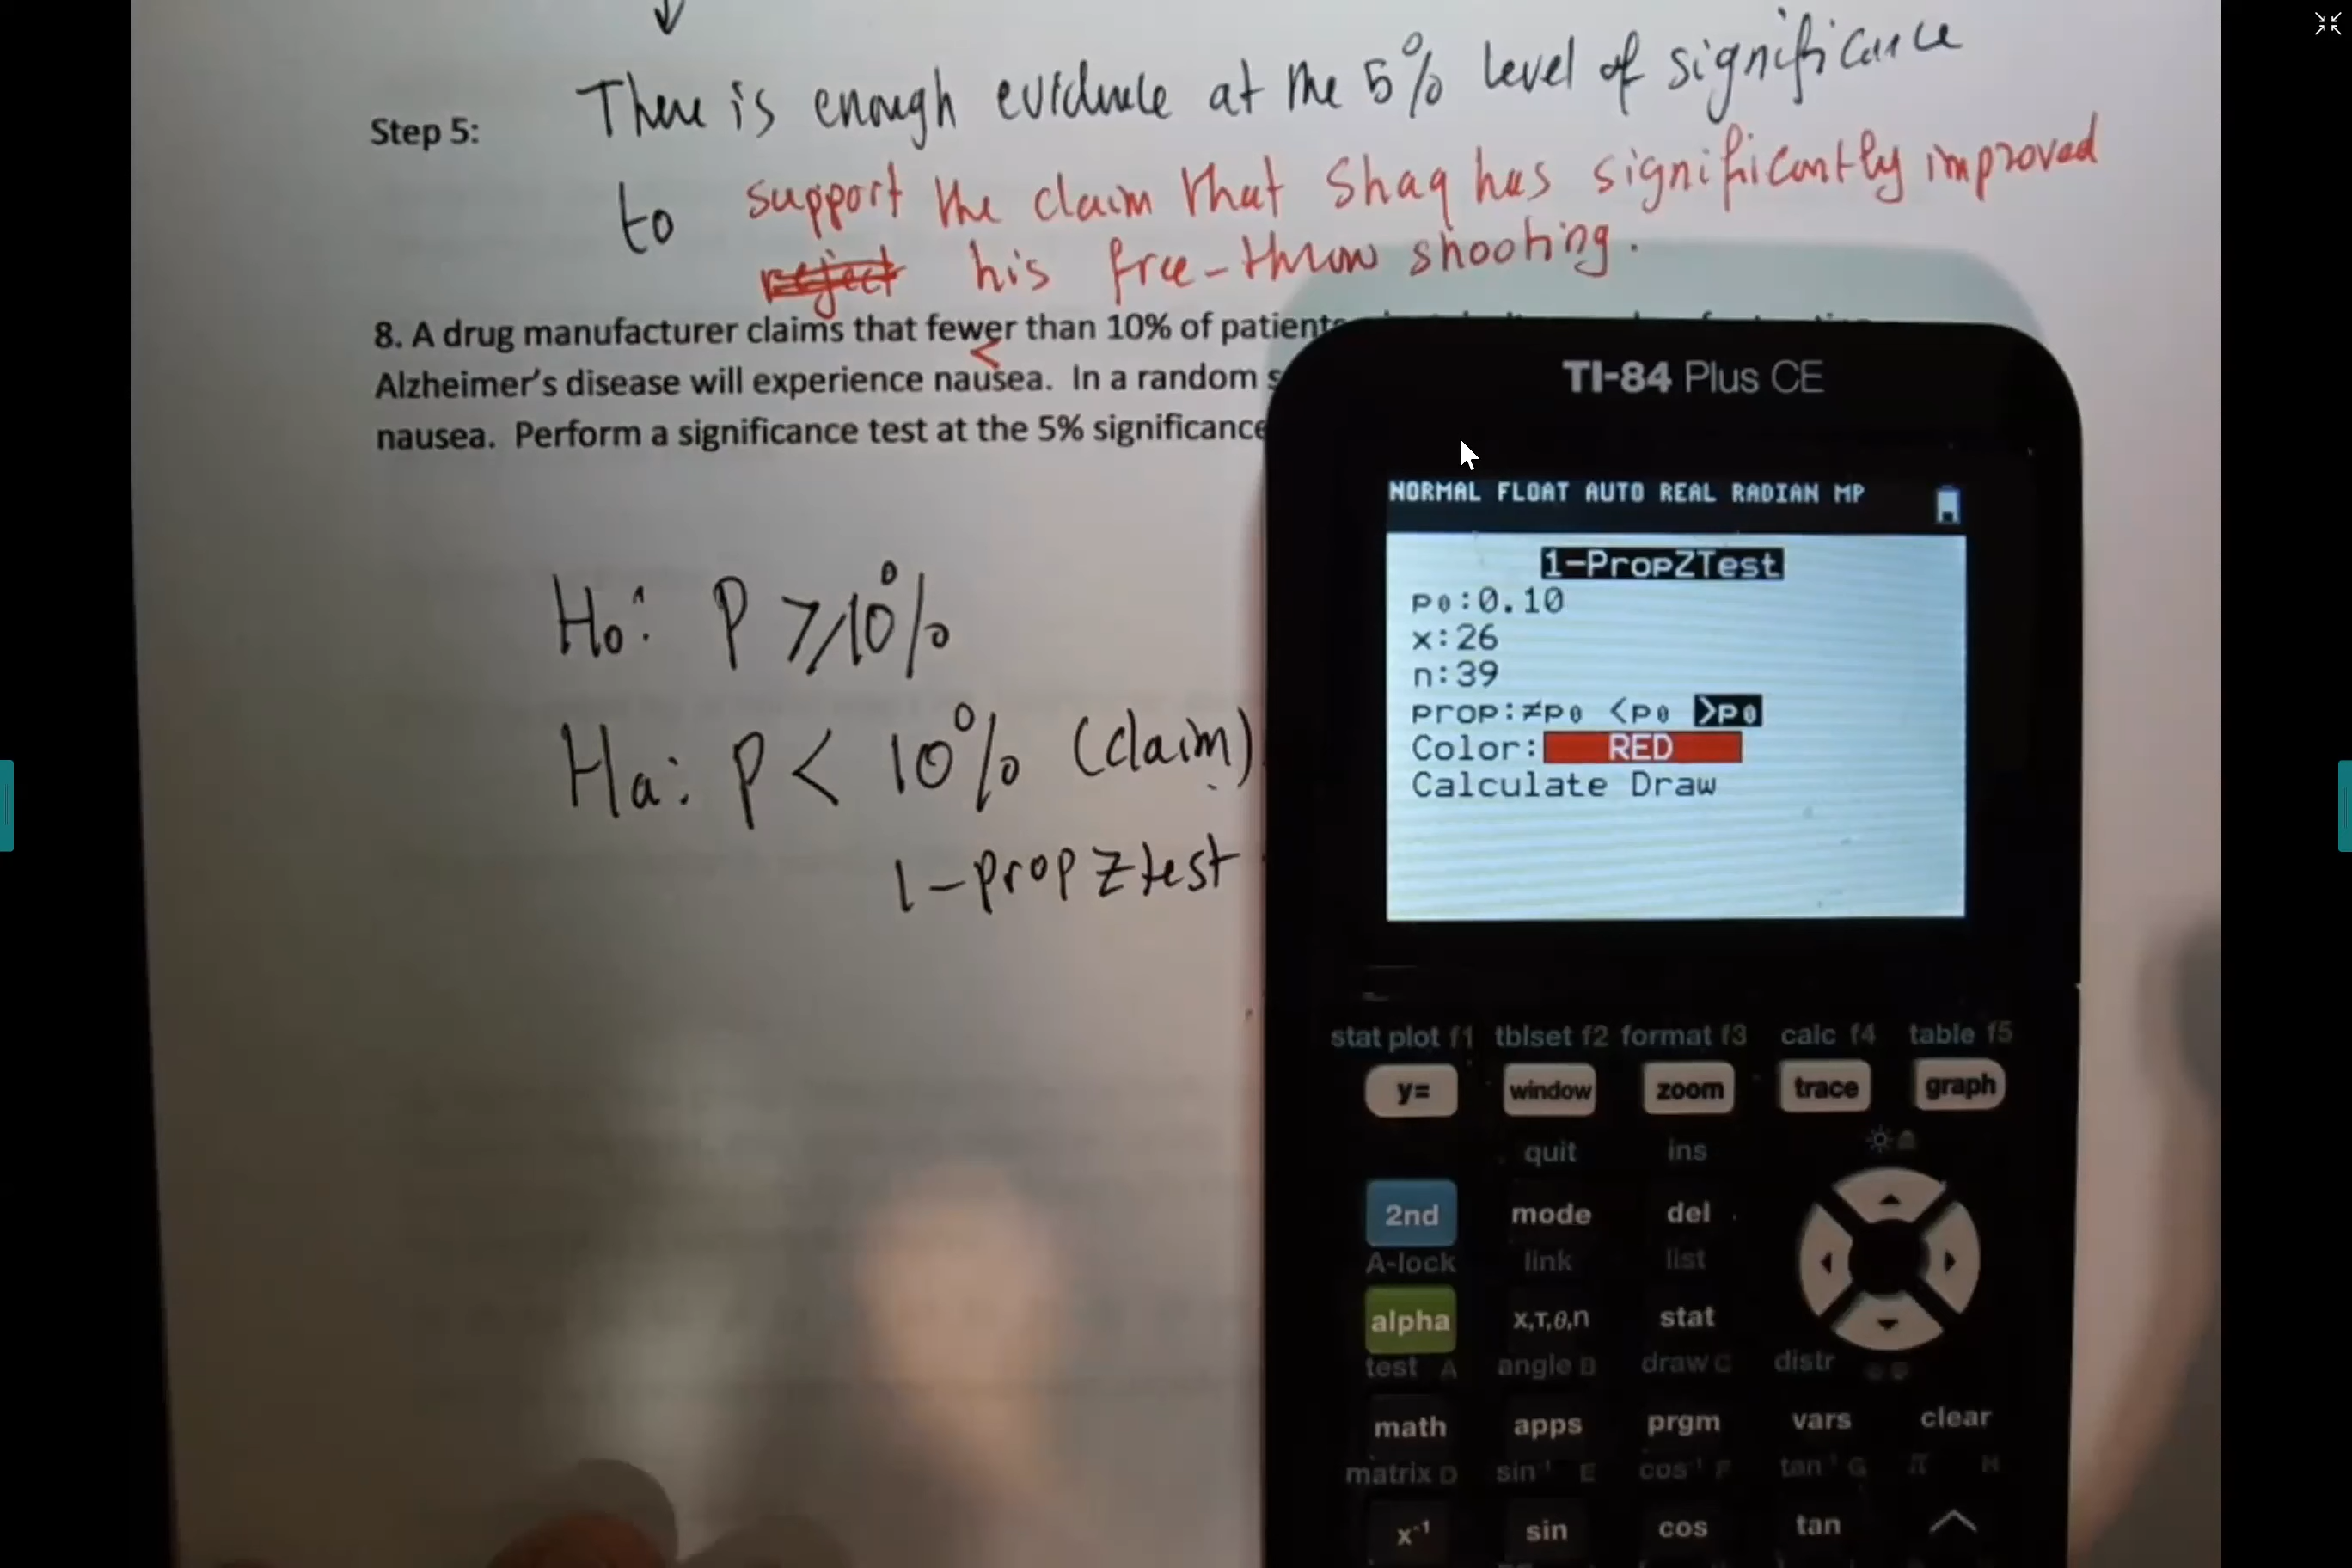 There is enough evidence at the 5% level of significance
Step 5:
to support the claim that Shaq has significantly improved
reject his free-throw shooting.
8. A drug manufacturer claims that fewer than 10% of patients
<
Alzheimer's disease will experience nausea. In a random s
nausea. Perform a significance test at the 5% significance
H0: P ≥ 10%
Ha: P < 10% (claim)
1-prop Z test
TI-84 Plus CE
NORMAL FLOAT AUTO REAL RADIAN MP
1-PropZTest
p0:0.10
x:26
n:39
prop:≠p0 <p0 >p0
Color: RED
Calculate Draw
stat plot f1 tblset f2 format f3 calc f4 table f5
y= window zoom trace graph
quit ins
2nd mode del
A-lock link list
alpha x,T,θ,n stat
test A angle B draw C distr
math apps prgm vars clear
matrix D sin⁻¹ E cos⁻¹ F tan⁻¹ G π H
x⁻¹ sin cos tan ^